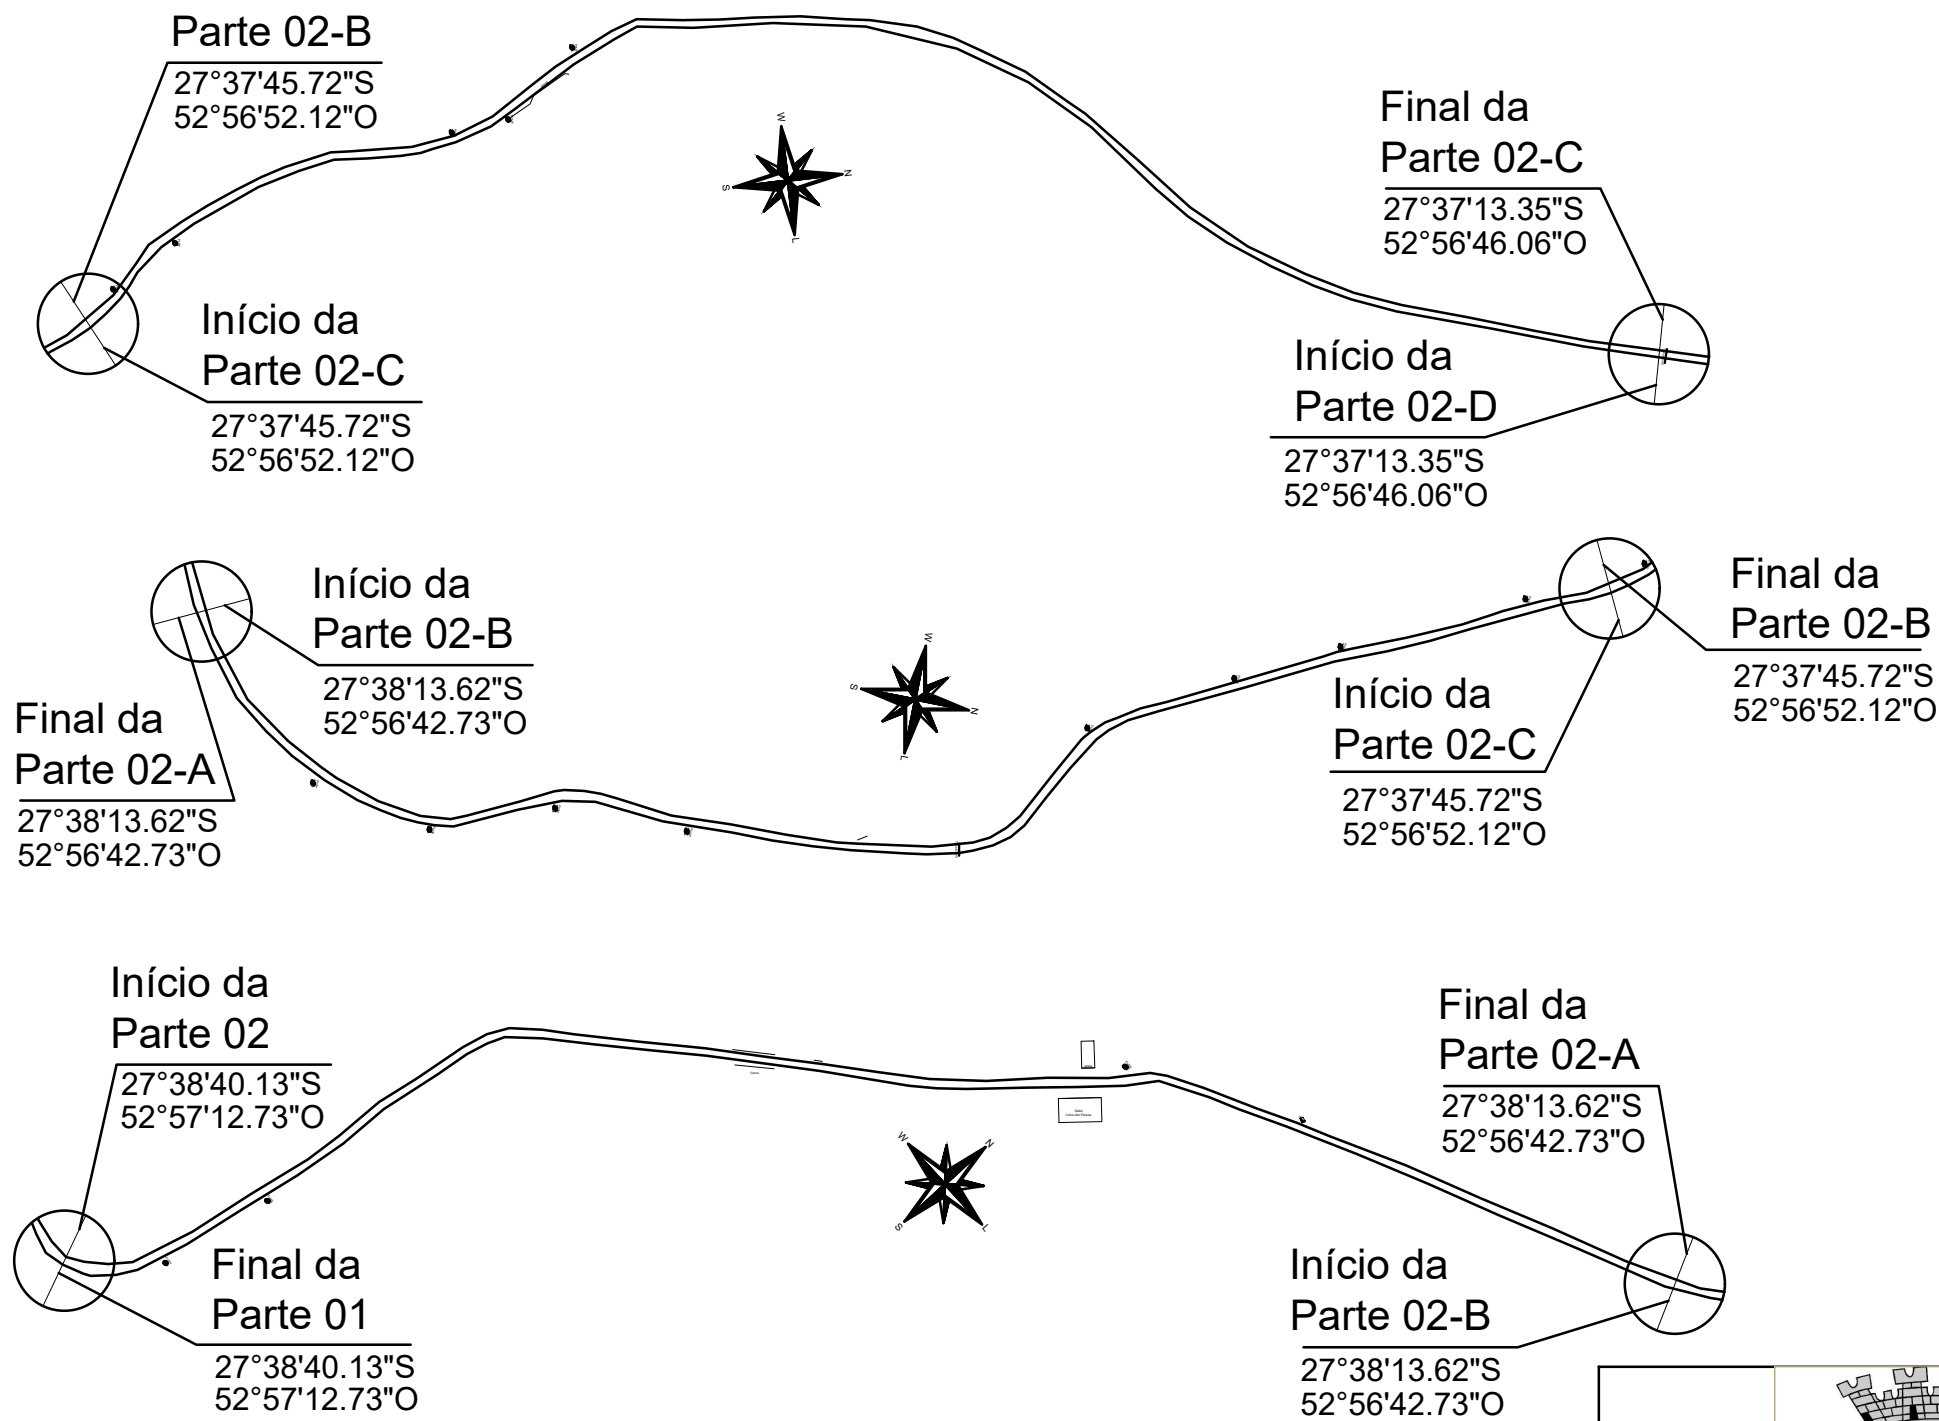 Parte 02-B
27°37'45.72"S
52°56'52.12"O
Início da
Parte 02-C
27°37'45.72"S
52°56'52.12"O
W
N
S
L
Final da
Parte 02-C
27°37'13.35"S
52°56'46.06"O
Início da
Parte 02-D
27°37'13.35"S
52°56'46.06"O
Início da
Parte 02-B
27°38'13.62"S
52°56'42.73"O
Final da
Parte 02-A
27°38'13.62"S
52°56'42.73"O
W
S
N
L
Final da
Parte 02-B
27°37'45.72"S
52°56'52.12"O
Início da
Parte 02-C
27°37'45.72"S
52°56'52.12"O
Início da
Parte 02
27°38'40.13"S
52°57'12.73"O
Final da
Parte 01
27°38'40.13"S
52°57'12.73"O
W
N
S
L
Final da
Parte 02-A
27°38'13.62"S
52°56'42.73"O
Início da
Parte 02-B
27°38'13.62"S
52°56'42.73"O